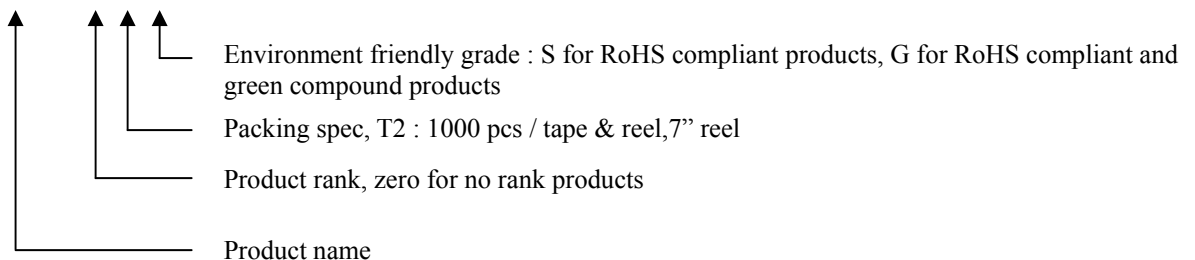 Environment friendly grade : S for RoHS compliant products, G for RoHS compliant and
green compound products
Packing spec, T2 : 1000 pcs / tape & reel,7” reel
Product rank, zero for no rank products
Product name